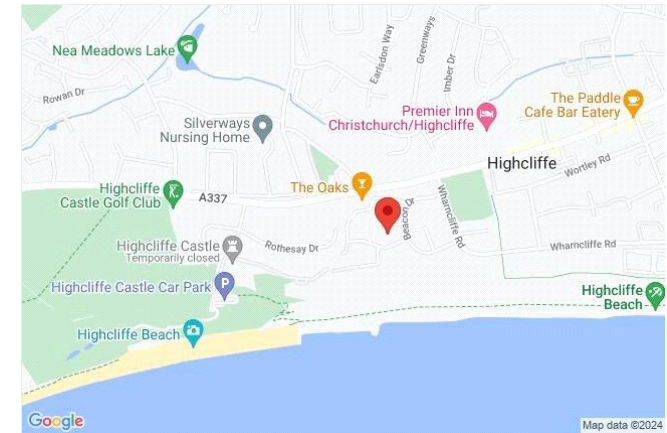 Nea Meadows Lake
Rowan Dr
Earlsdon Way
Greenways
Imber Dr
Silverways
Nursing Home
Premier Inn
Christchurch/Highcliffe
The Paddle
Cafe Bar Eatery
Highcliffe
Wortley Rd
Highcliffe
Castle Golf Club
A337
The Oaks
Beacon Dr
Wharncliffe Rd
Highcliffe Castle
Temporarily closed
Rothesay Dr
Wharncliffe Rd
Highcliffe Castle Car Park
P
Highcliffe
Beach
Highcliffe Beach
Google
Map data ©2024